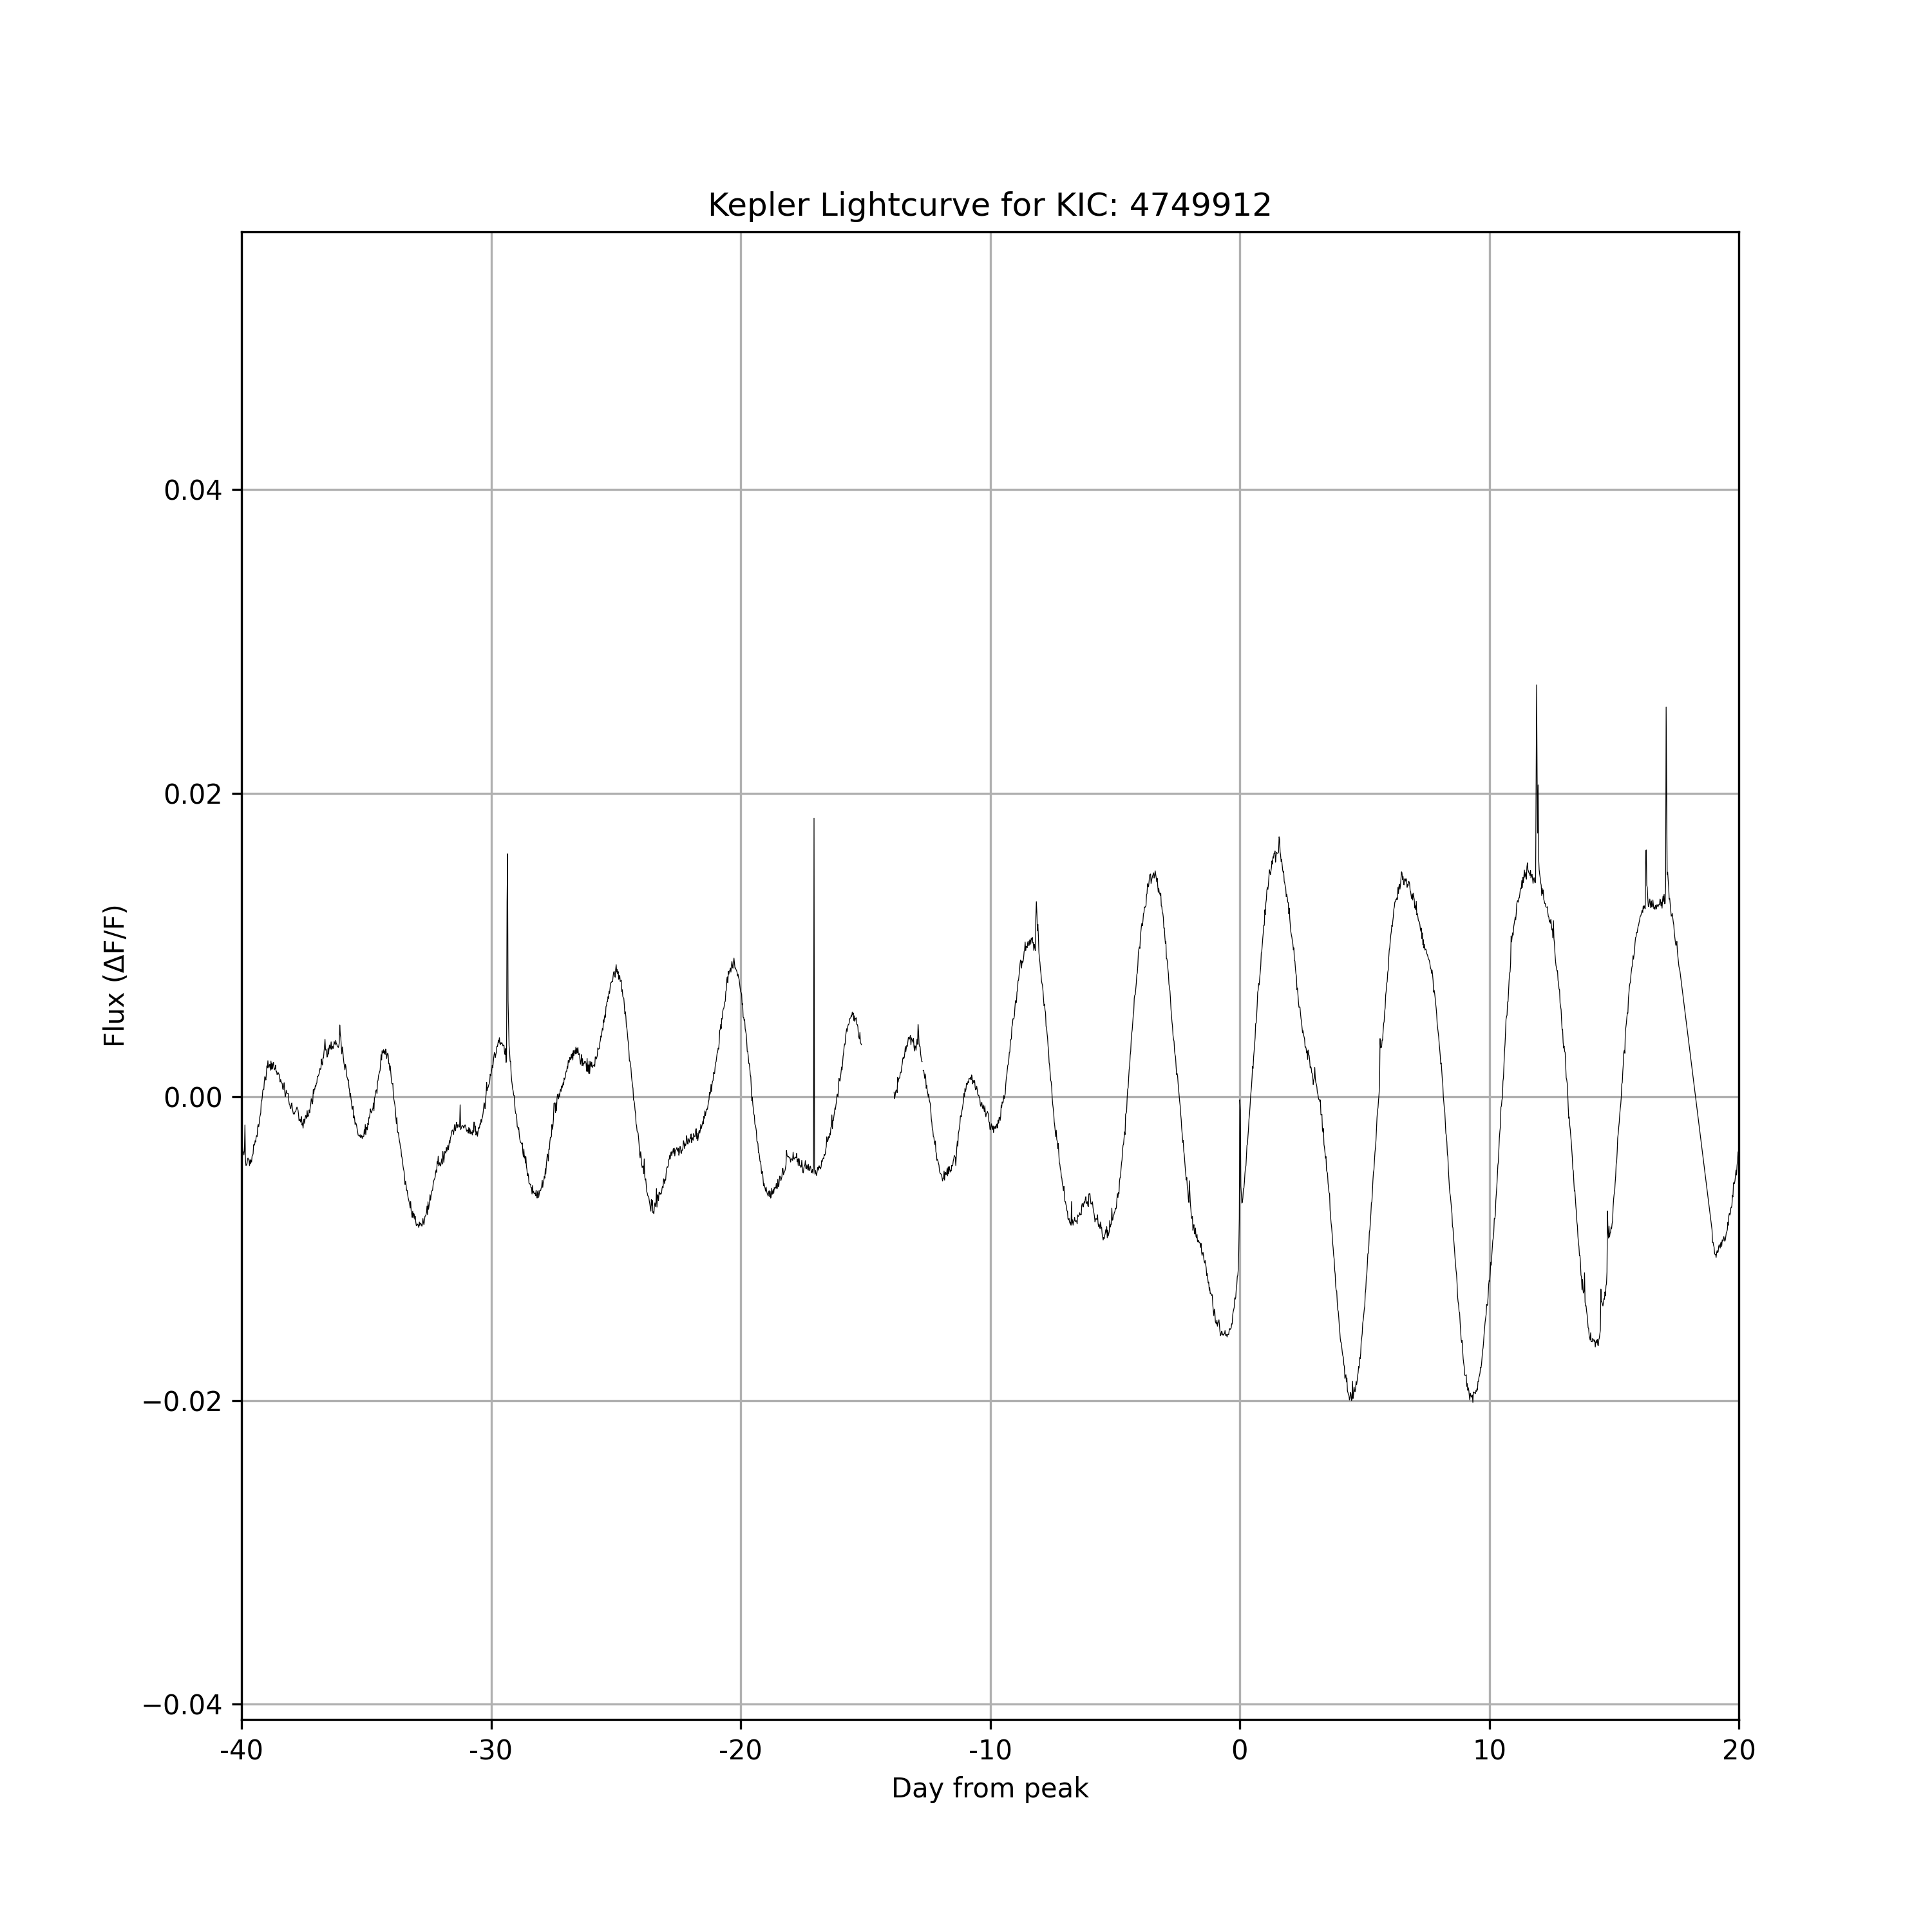 Kepler Lightcurve for KIC: 4749912
Flux (ΔF/F)
0.04
0.02
0.00
−0.02
−0.04
-40 -30 -20 -10 0 10 20
Day from peak